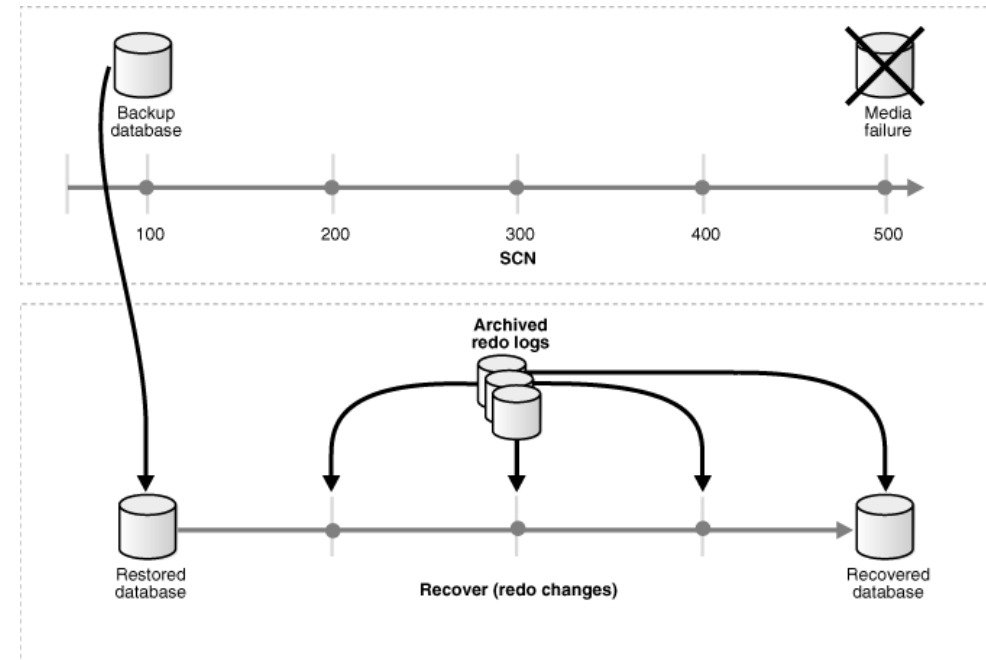 Backup
database
Media
failure
100
200
300
400
500
SCN
Archived
redo logs
Restored
database
Recover (redo changes)
Recovered
database